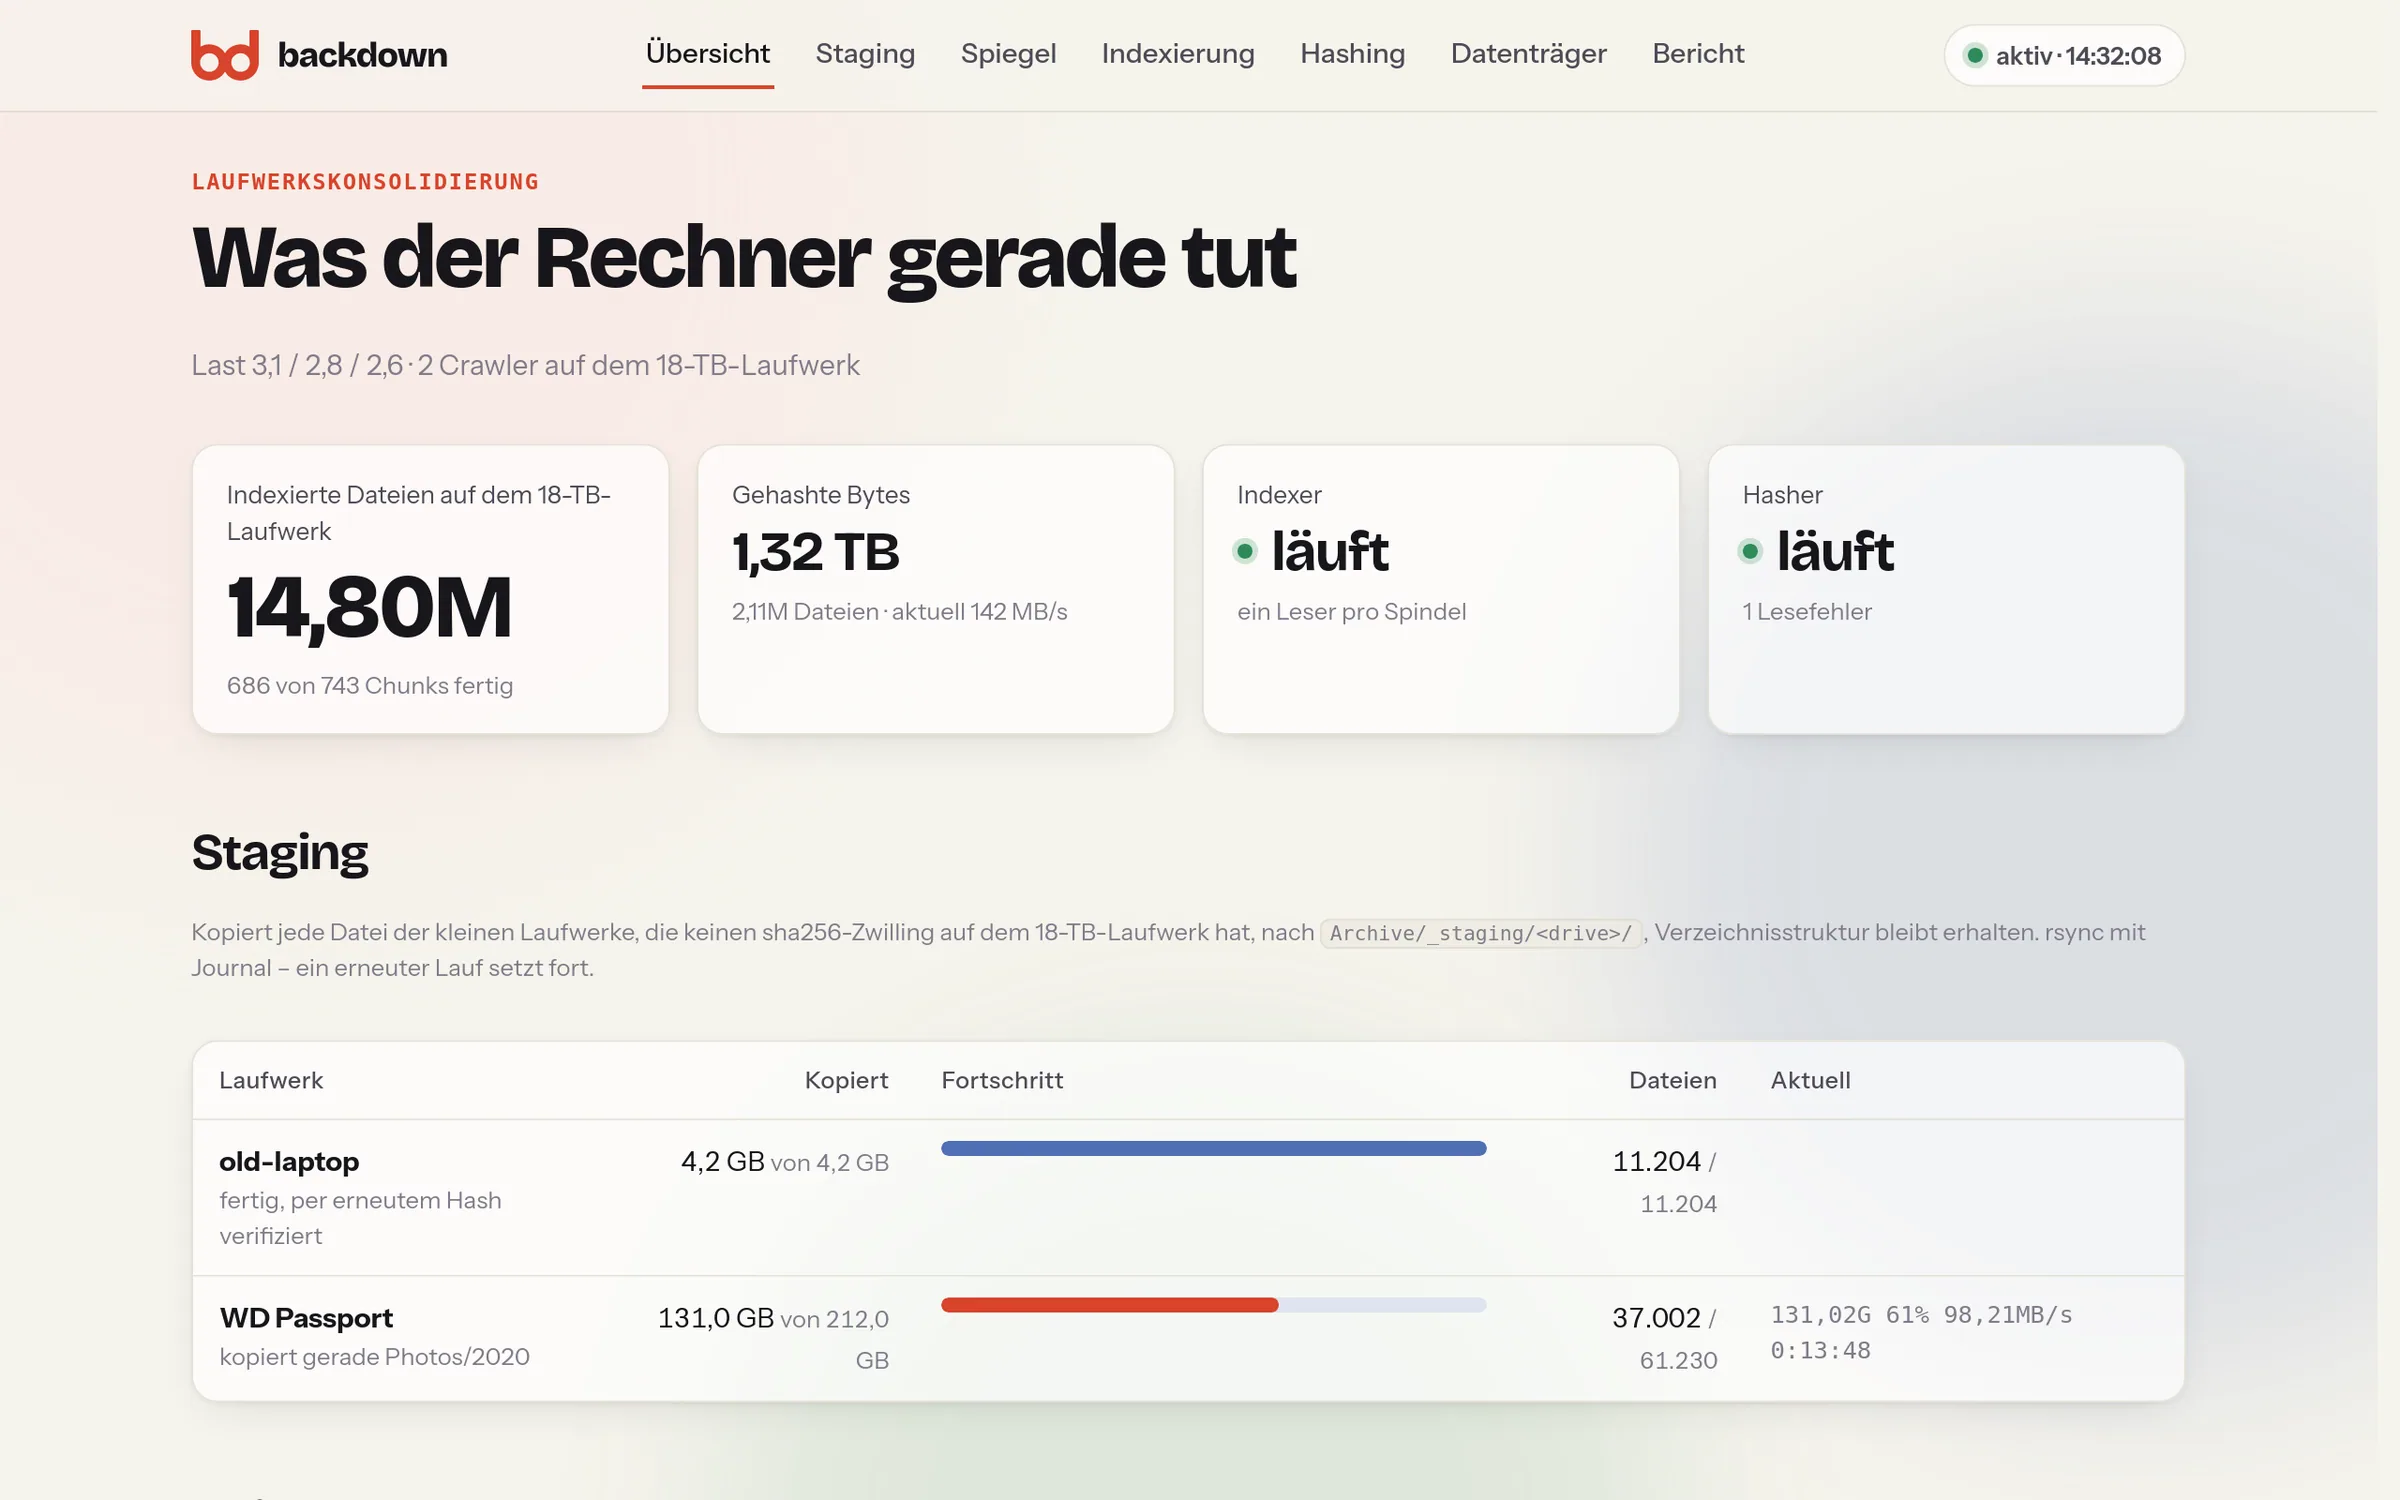 bd backdown
Übersicht Staging Spiegel Indexierung Hashing Datenträger Bericht
aktiv · 14:32:08
LAUFWERKSKONSOLIDIERUNG
Was der Rechner gerade tut
Last 3,1 / 2,8 / 2,6 · 2 Crawler auf dem 18-TB-Laufwerk
Indexierte Dateien auf dem 18-TB-
Laufwerk
14,80M
686 von 743 Chunks fertig
Gehashte Bytes
1,32 TB
2,11M Dateien · aktuell 142 MB/s
Indexer
läuft
ein Leser pro Spindel
Hasher
läuft
1 Lesefehler
Staging
Kopiert jede Datei der kleinen Laufwerke, die keinen sha256-Zwilling auf dem 18-TB-Laufwerk hat, nach Archive/_staging/<drive>/, Verzeichnisstruktur bleibt erhalten. rsync mit
Journal – ein erneuter Lauf setzt fort.
Laufwerk Kopiert Fortschritt Dateien Aktuell
old-laptop
fertig, per erneutem Hash
verifiziert
4,2 GB von 4,2 GB
11.204 /
11.204
WD Passport
kopiert gerade Photos/2020
131,0 GB von 212,0
GB
37.002 /
61.230
131,02G 61% 98,21MB/s
0:13:48